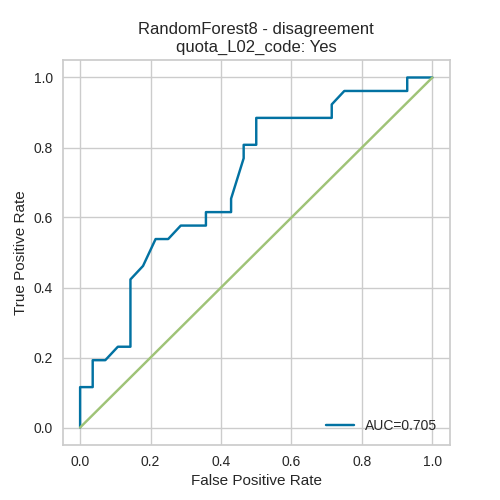 RandomForest8 - disagreement
quota_L02_code: Yes
1.0
0.8
0.6
0.4
0.2
0.0
True Positive Rate
AUC=0.705
0.0 0.2 0.4 0.6 0.8 1.0
False Positive Rate